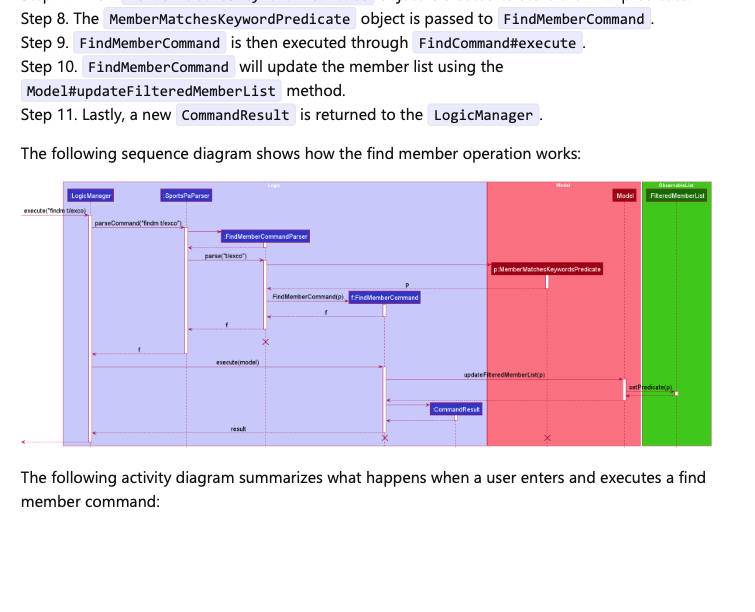 Step 8. The MemberMatchesKeywordPredicate object is passed to FindMemberCommand .
Step 9. FindMemberCommand is then executed through FindCommand#execute .
Step 10. FindMemberCommand will update the member list using the
Model#updateFilteredMemberList method.
Step 11. Lastly, a new CommandResult is returned to the LogicManager .
The following sequence diagram shows how the find member operation works:
Logic
Model
ObservableList
:LogicManager
:SportsPaParser
:Model
:FilteredMemberList
execute("findm t/exco)
parseCommand("findm t/exco")
:FindMemberCommandParser
parse("t/exco")
p:MemberMatchesKeywordsPredicate
p
FindMemberCommand(p)
f:FindMemberCommand
f
f
f
execute(model)
updateFilteredMemberList(p)
setPredicate(p)
:CommandResult
result
The following activity diagram summarizes what happens when a user enters and executes a find
member command: